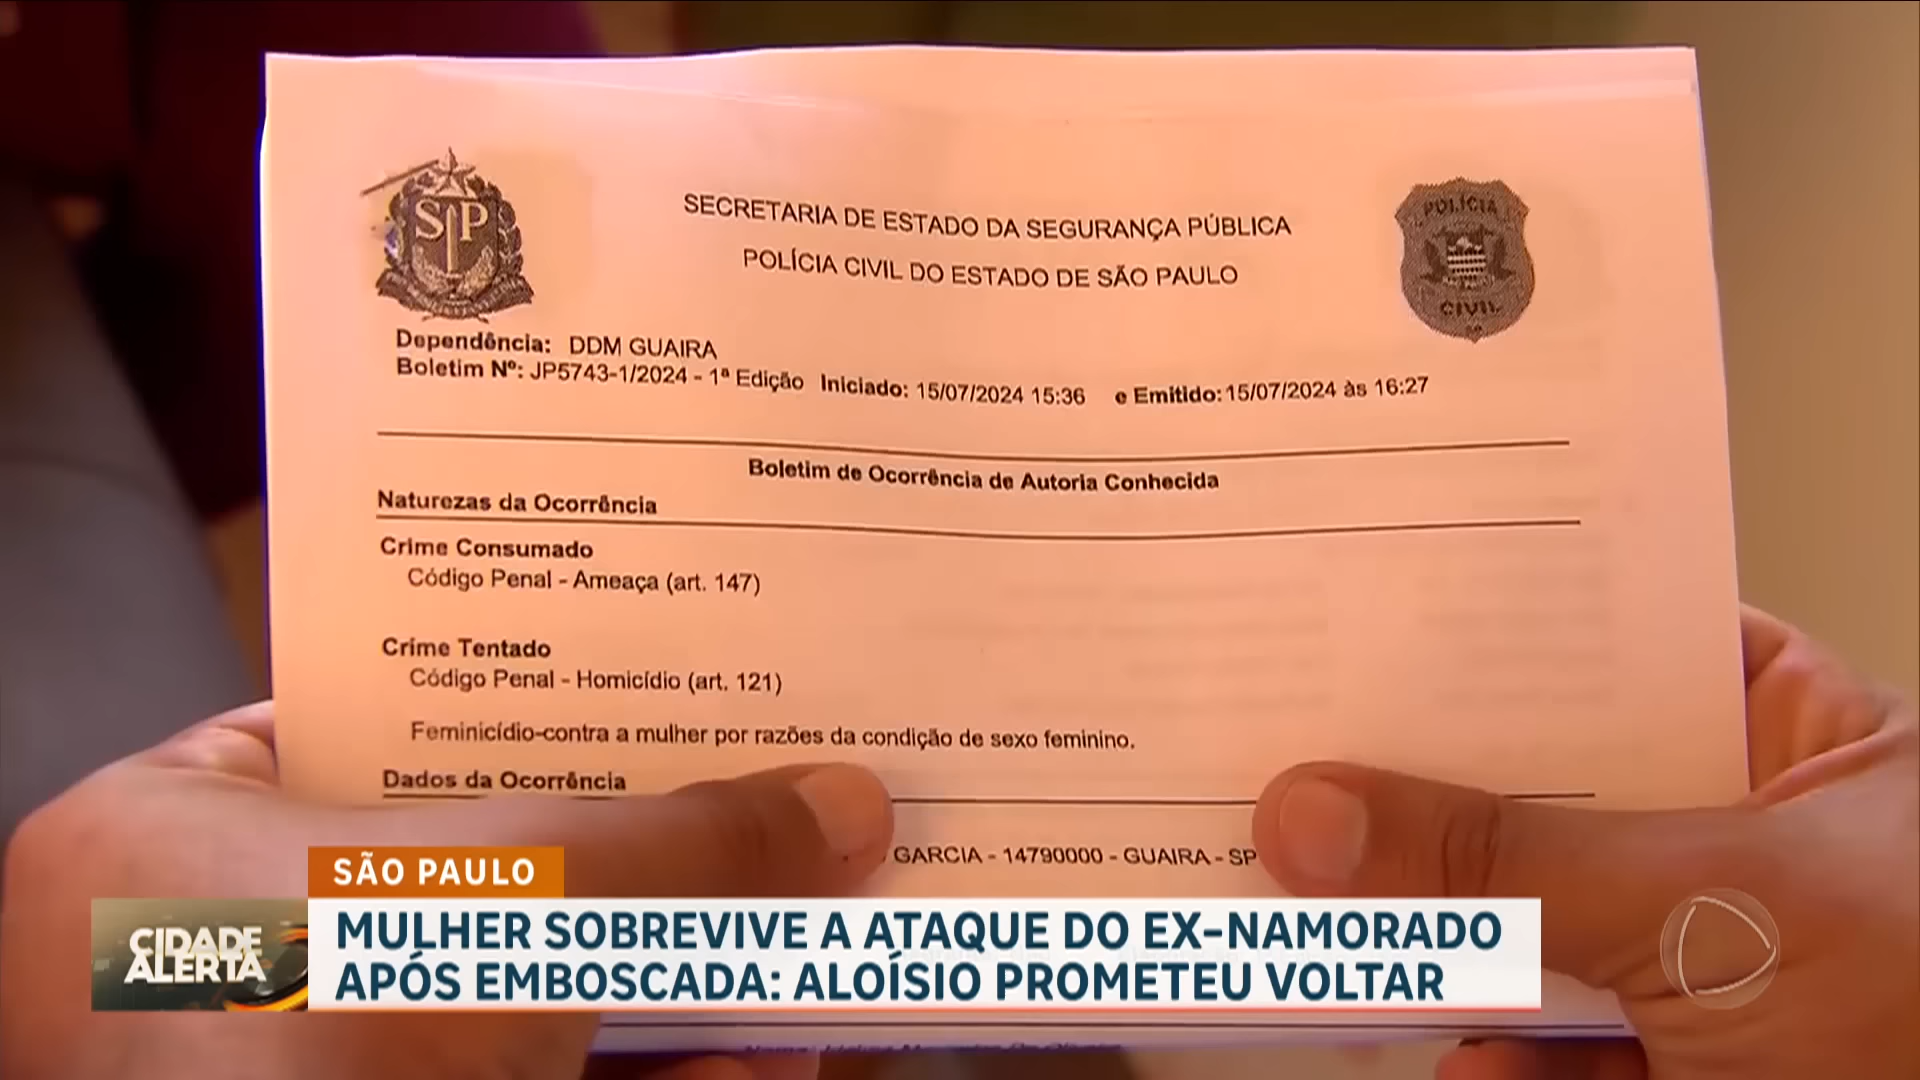 SP
POLÍCIA
CIVIL
SECRETARIA DE ESTADO DA SEGURANÇA PÚBLICA
POLÍCIA CIVIL DO ESTADO DE SÃO PAULO
Dependência: DDM GUAIRA
Boletim Nº: JP5743-1/2024 - 1ª Edição Iniciado: 15/07/2024 15:36 e Emitido: 15/07/2024 às 16:27
Boletim de Ocorrência de Autoria Conhecida
Naturezas da Ocorrência
Crime Consumado
Código Penal - Ameaça (art. 147)
Crime Tentado
Código Penal - Homicídio (art. 121)
Feminicídio-contra a mulher por razões da condição de sexo feminino.
Dados da Ocorrência
GARCIA - 14790000 - GUAIRA - SP
SÃO PAULO
CIDADE
ALERTA
MULHER SOBREVIVE A ATAQUE DO EX-NAMORADO
APÓS EMBOSCADA: ALOÍSIO PROMETEU VOLTAR